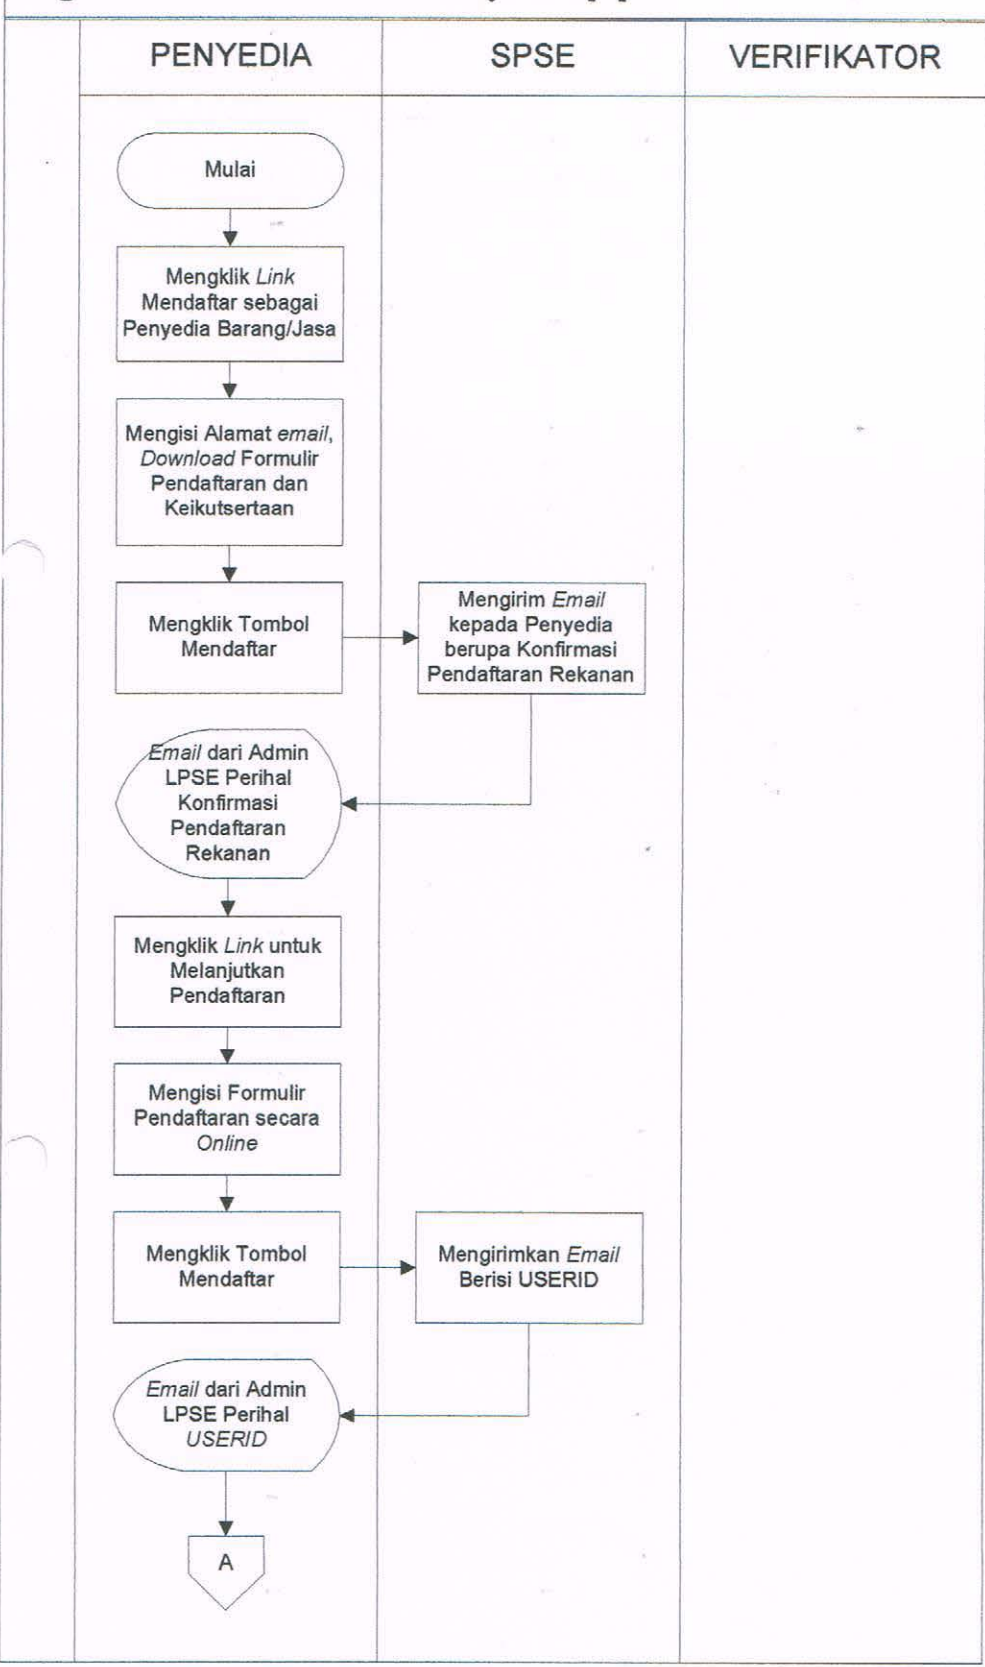 PENYEDIA
SPSE
VERIFIKATOR
Mulai
Mengklik Link
Mendaftar sebagai
Penyedia Barang/Jasa
Mengisi Alamat email,
Download Formulir
Pendaftaran dan
Keikutsertaan
Mengklik Tombol
Mendaftar
Mengirim Email
kepada Penyedia
berupa Konfirmasi
Pendaftaran Rekanan
Email dari Admin
LPSE Perihal
Konfirmasi
Pendaftaran
Rekanan
Mengklik Link untuk
Melanjutkan
Pendaftaran
Mengisi Formulir
Pendaftaran secara
Online
Mengklik Tombol
Mendaftar
Mengirimkan Email
Berisi USERID
Email dari Admin
LPSE Perihal
USERID
A